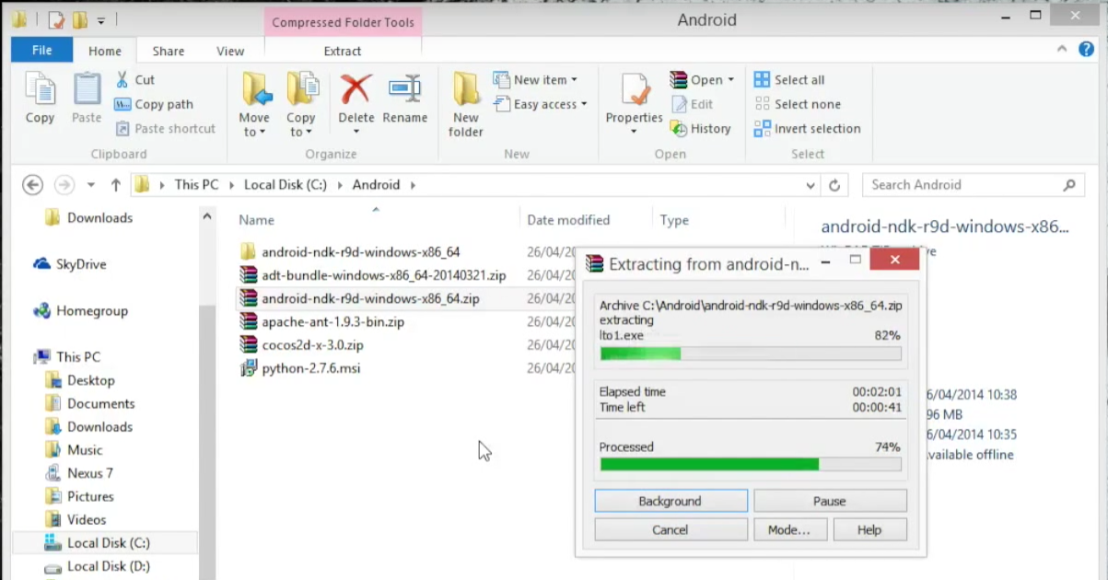 Compressed Folder Tools
Android
File
Home
Share
View
Extract
Copy
Paste
Cut
Copy path
Paste shortcut
Clipboard
Move to
Copy to
Delete
Rename
Organize
New folder
New item
Easy access
New
Properties
Open
Edit
History
Open
Select all
Select none
Invert selection
Select
This PC
Local Disk (C:)
Android
Search Android
Downloads
SkyDrive
Homegroup
This PC
Desktop
Documents
Downloads
Music
Nexus 7
Pictures
Videos
Local Disk (C:)
Local Disk (D:)
Name Date modified Type
android-ndk-r9d-windows-x86_64 26/04/20
adt-bundle-windows-x86_64-20140321.zip 26/04/20
android-ndk-r9d-windows-x86_64.zip 26/04/20
apache-ant-1.9.3-bin.zip 26/04/20
cocos2d-x-3.0.zip 26/04/20
python-2.7.6.msi 26/04/20
android-ndk-r9d-windows-x86...
Extracting from android-n...
Archive C:\Android\android-ndk-r9d-windows-x86_64.zip
extracting
lto1.exe 82%
Elapsed time 00:02:01
Time left 00:00:41
Processed 74%
Background
Pause
Cancel
Mode...
Help
6/04/2014 10:38
96 MB
6/04/2014 10:35
vailable offline